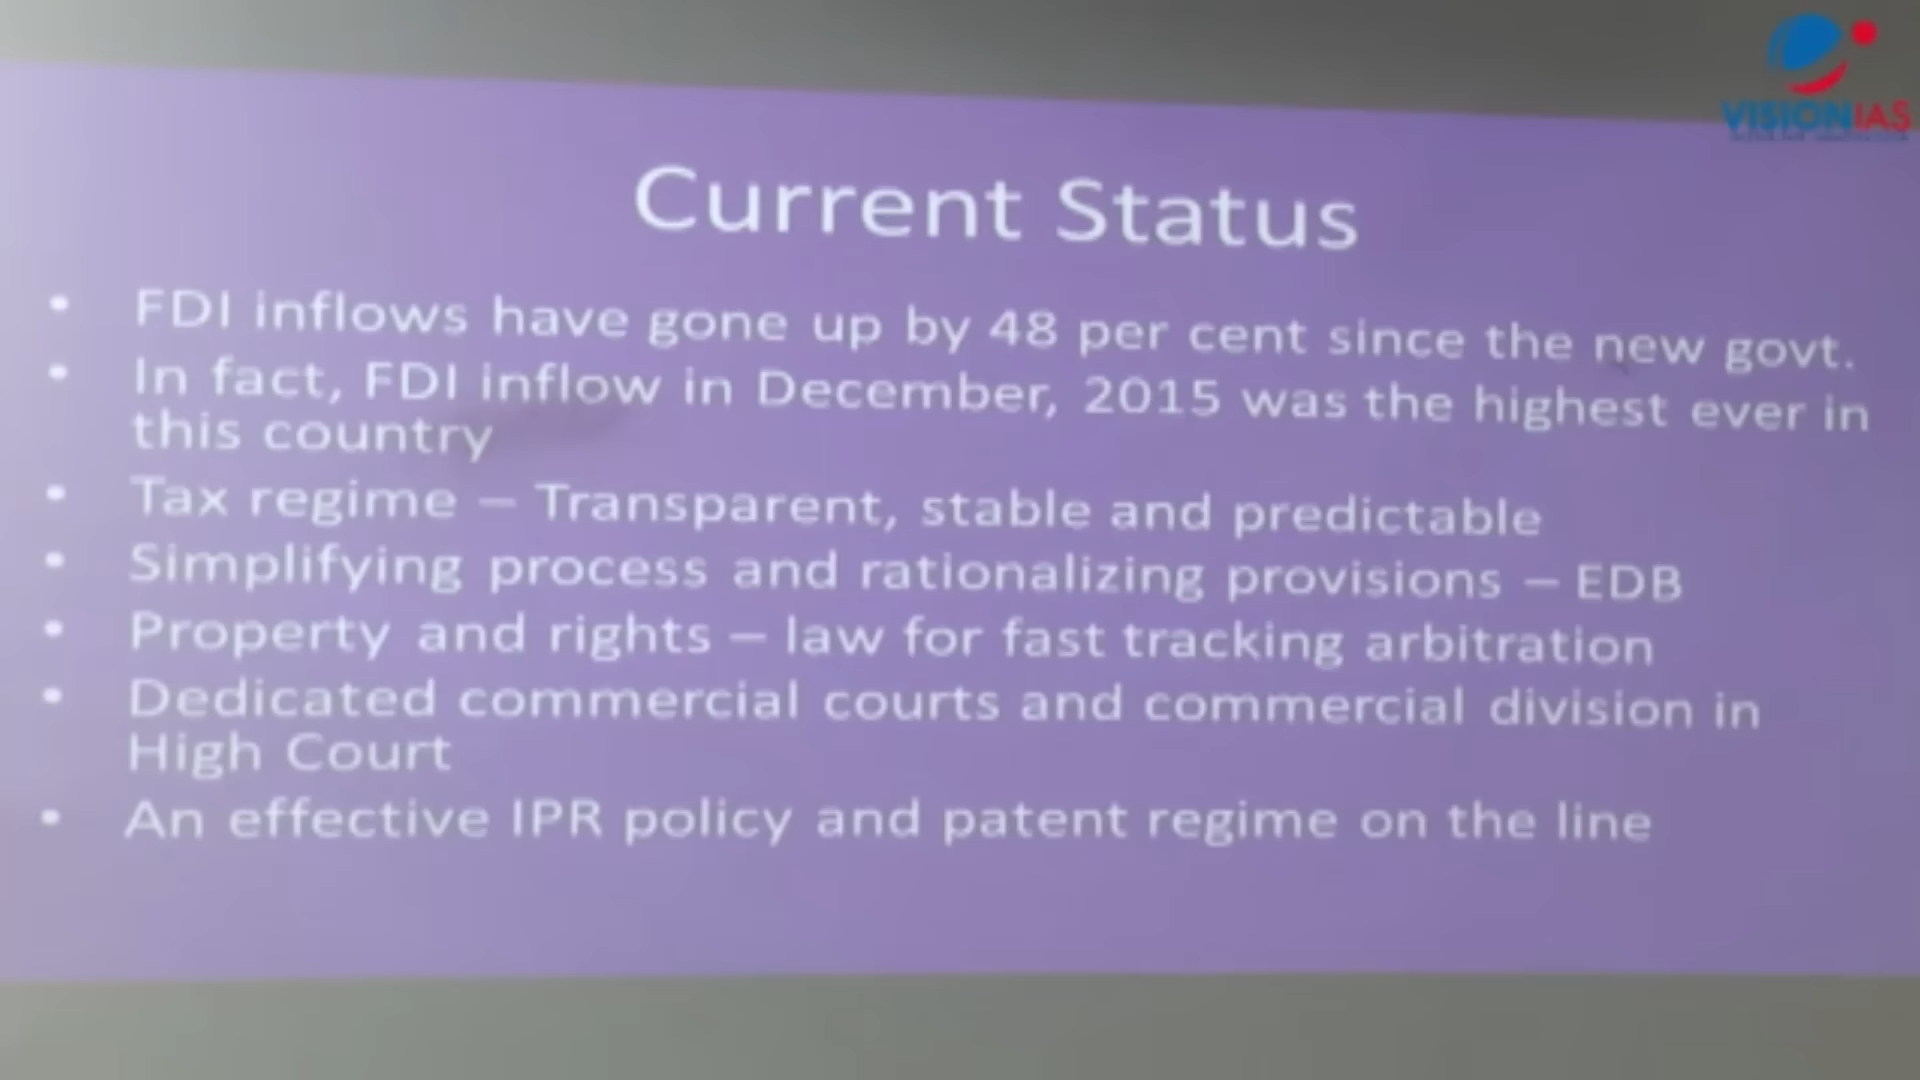 VISIONIAS
Current Status
• FDI inflows have gone up by 48 per cent since the new govt.
• In fact, FDI inflow in December, 2015 was the highest ever in
this country
• Tax regime – Transparent, stable and predictable
• Simplifying process and rationalizing provisions – EDB
• Property and rights – law for fast tracking arbitration
• Dedicated commercial courts and commercial division in
High Court
• An effective IPR policy and patent regime on the line